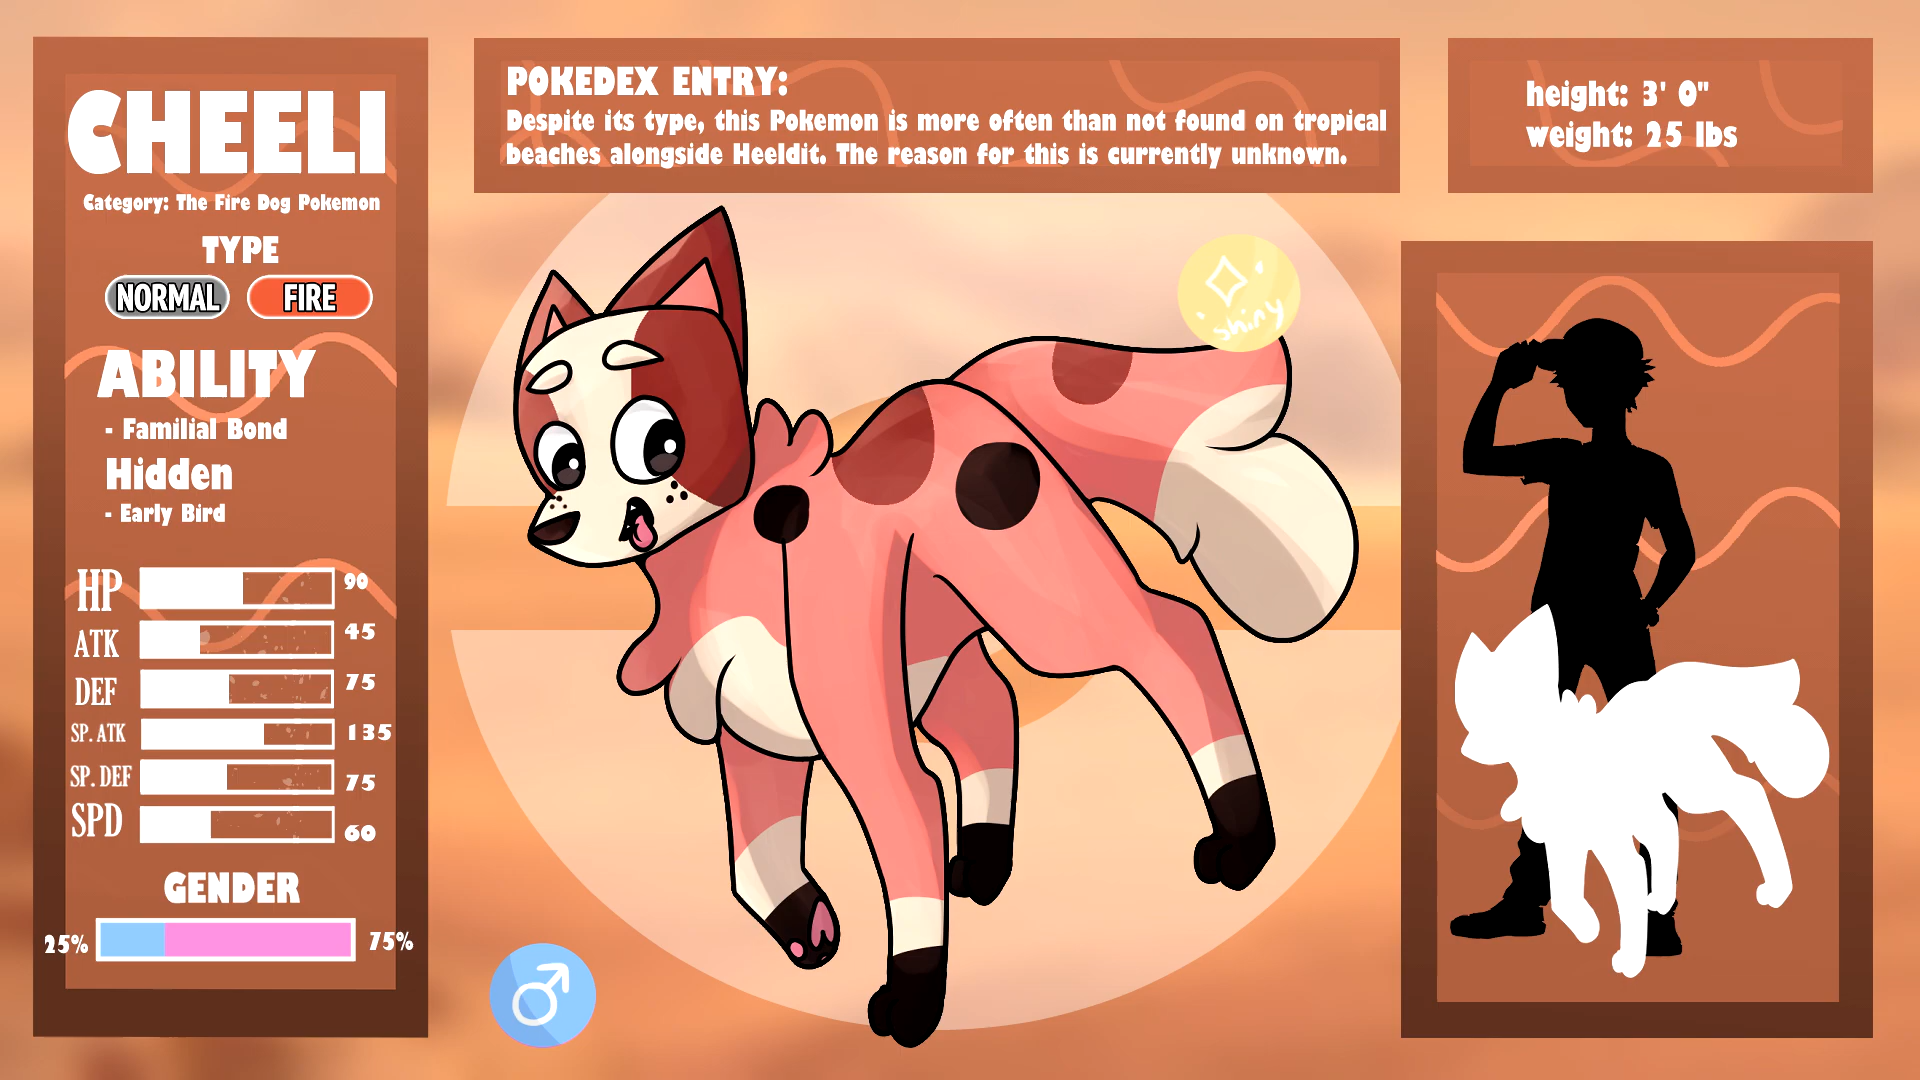 CHEELI
Category: The Fire Dog Pokemon
TYPE
NORMAL FIRE
ABILITY
- Familial Bond
Hidden
- Early Bird
HP 90
ATK 45
DEF 75
SP. ATK 135
SP. DEF 75
SPD 60
GENDER
25% 75%
POKEDEX ENTRY:
Despite its type, this Pokemon is more often than not found on tropical
beaches alongside Heeldit. The reason for this is currently unknown.
shiny
height: 3' 0"
weight: 25 lbs